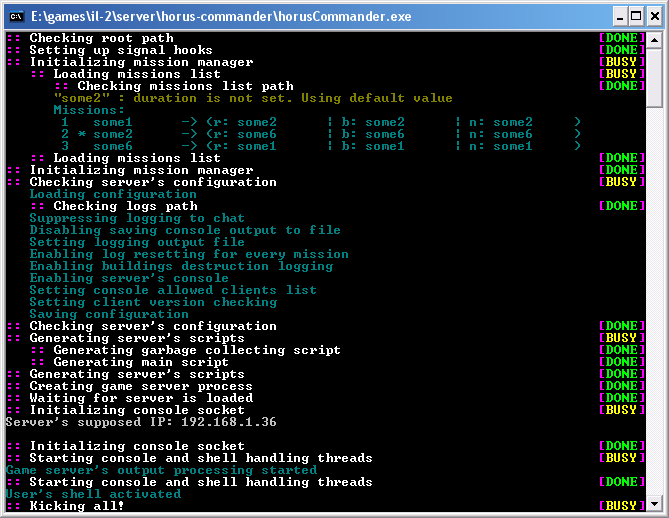 E:\games\il-2\server\horus-commander\horusCommander.exe
:: Checking root path [DONE]
:: Setting up signal hooks [DONE]
:: Initializing mission manager [BUSY]
:: Loading missions list [BUSY]
:: Checking missions list path [DONE]
"some2" : duration is not set. Using default value
Missions:
1 some1 -> (r: some2 ¦ b: some2 ¦ n: some2 )
2 * some2 -> (r: some6 ¦ b: some6 ¦ n: some6 )
3 some6 -> (r: some1 ¦ b: some1 ¦ n: some1 )
:: Loading missions list [DONE]
:: Initializing mission manager [DONE]
:: Checking server's configuration [BUSY]
Loading configuration
:: Checking logs path [DONE]
Suppressing logging to chat
Disabling saving console output to file
Setting logging output file
Enabling log resetting for every mission
Enabling buildings destruction logging
Enabling server's console
Setting console allowed clients list
Setting client version checking
Saving configuration
:: Checking server's configuration [DONE]
:: Generating server's scripts [BUSY]
:: Generating garbage collecting script [DONE]
:: Generating main script [DONE]
:: Generating server's scripts [DONE]
:: Creating game server process [DONE]
:: Waiting for server is loaded [DONE]
:: Initializing console socket [BUSY]
Server's supposed IP: 192.168.1.36
:: Initializing console socket [DONE]
:: Starting console and shell handling threads [BUSY]
Game server's output processing started
:: Starting console and shell handling threads [DONE]
User's shell activated
:: Kicking all! [BUSY]